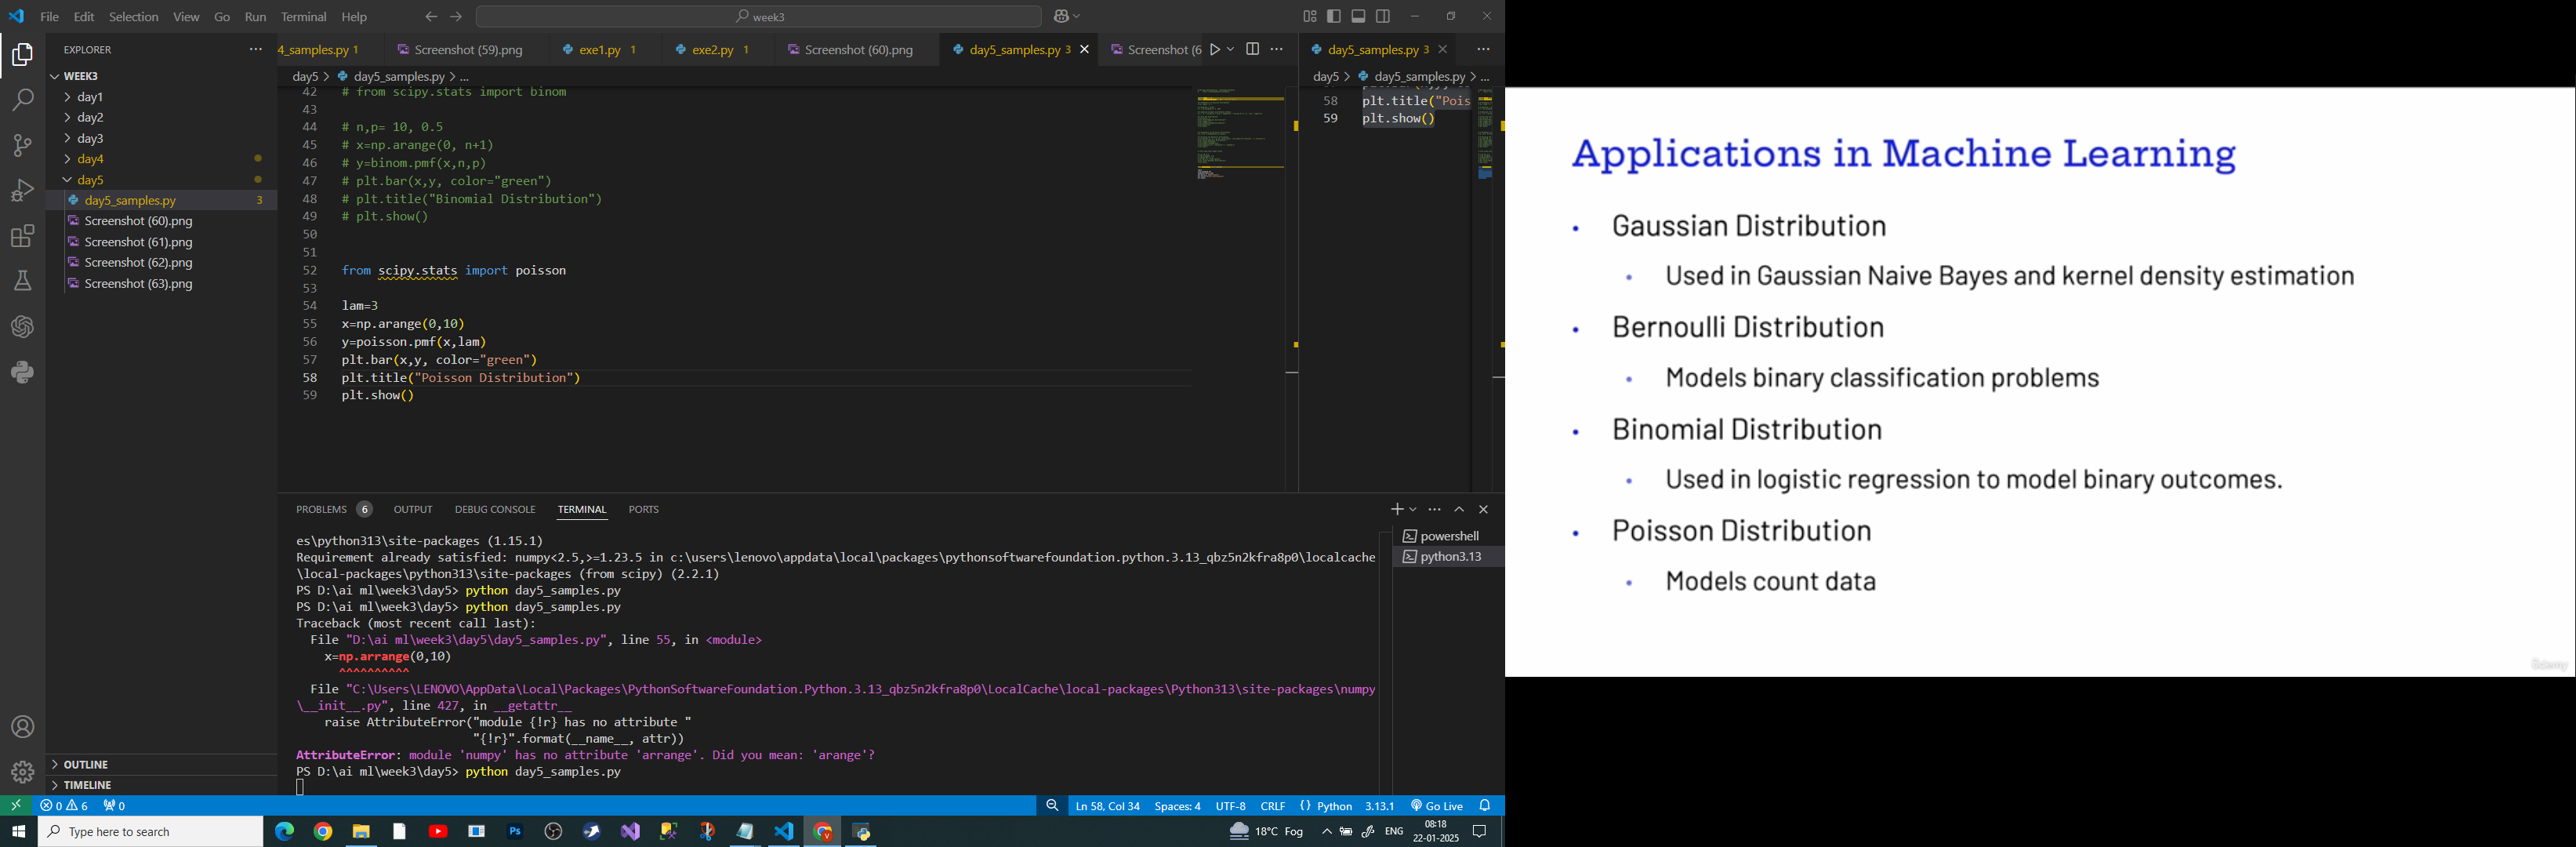 File Edit Selection View Go Run Terminal Help
week3
EXPLORER
WEEK3
day1
day2
day3
day4
day5
day5_samples.py 3
Screenshot (60).png
Screenshot (61).png
Screenshot (62).png
Screenshot (63).png
OUTLINE
TIMELINE
4_samples.py 1 Screenshot (59).png exe1.py 1 exe2.py 1 Screenshot (60).png day5_samples.py 3 Screenshot (6
day5 > day5_samples.py > ...
42 # from scipy.stats import binom
43
44 # n,p= 10, 0.5
45 # x=np.arange(0, n+1)
46 # y=binom.pmf(x,n,p)
47 # plt.bar(x,y, color="green")
48 # plt.title("Binomial Distribution")
49 # plt.show()
50
51
52 from scipy.stats import poisson
53
54 lam=3
55 x=np.arange(0,10)
56 y=poisson.pmf(x,lam)
57 plt.bar(x,y, color="green")
58 plt.title("Poisson Distribution")
59 plt.show()
day5_samples.py 3
day5 > day5_samples.py > ...
58 plt.title("Pois
59 plt.show()
PROBLEMS 6 OUTPUT DEBUG CONSOLE TERMINAL PORTS
powershell
python3.13
es\python313\site-packages (1.15.1)
Requirement already satisfied: numpy<2.5,>=1.23.5 in c:\users\lenovo\appdata\local\packages\pythonsoftwarefoundation.python.3.13_qbz5n2kfra8p0\localcache
\local-packages\python313\site-packages (from scipy) (2.2.1)
PS D:\ai ml\week3\day5> python day5_samples.py
PS D:\ai ml\week3\day5> python day5_samples.py
Traceback (most recent call last):
File "D:\ai ml\week3\day5\day5_samples.py", line 55, in <module>
x=np.arrange(0,10)
^^^^^^^^^^
File "C:\Users\LENOVO\AppData\Local\Packages\PythonSoftwareFoundation.Python.3.13_qbz5n2kfra8p0\LocalCache\local-packages\Python313\site-packages\numpy
\__init__.py", line 427, in __getattr__
raise AttributeError("module {!r} has no attribute "
"{!r}".format(__name__, attr))
AttributeError: module 'numpy' has no attribute 'arrange'. Did you mean: 'arange'?
PS D:\ai ml\week3\day5> python day5_samples.py
0 6 0 Ln 58, Col 34 Spaces: 4 UTF-8 CRLF {} Python 3.13.1 Go Live
Type here to search
Ps
18°C Fog
ENG
08:18
22-01-2025
Applications in Machine Learning
• Gaussian Distribution
• Used in Gaussian Naive Bayes and kernel density estimation
• Bernoulli Distribution
• Models binary classification problems
• Binomial Distribution
• Used in logistic regression to model binary outcomes.
• Poisson Distribution
• Models count data
Udemy